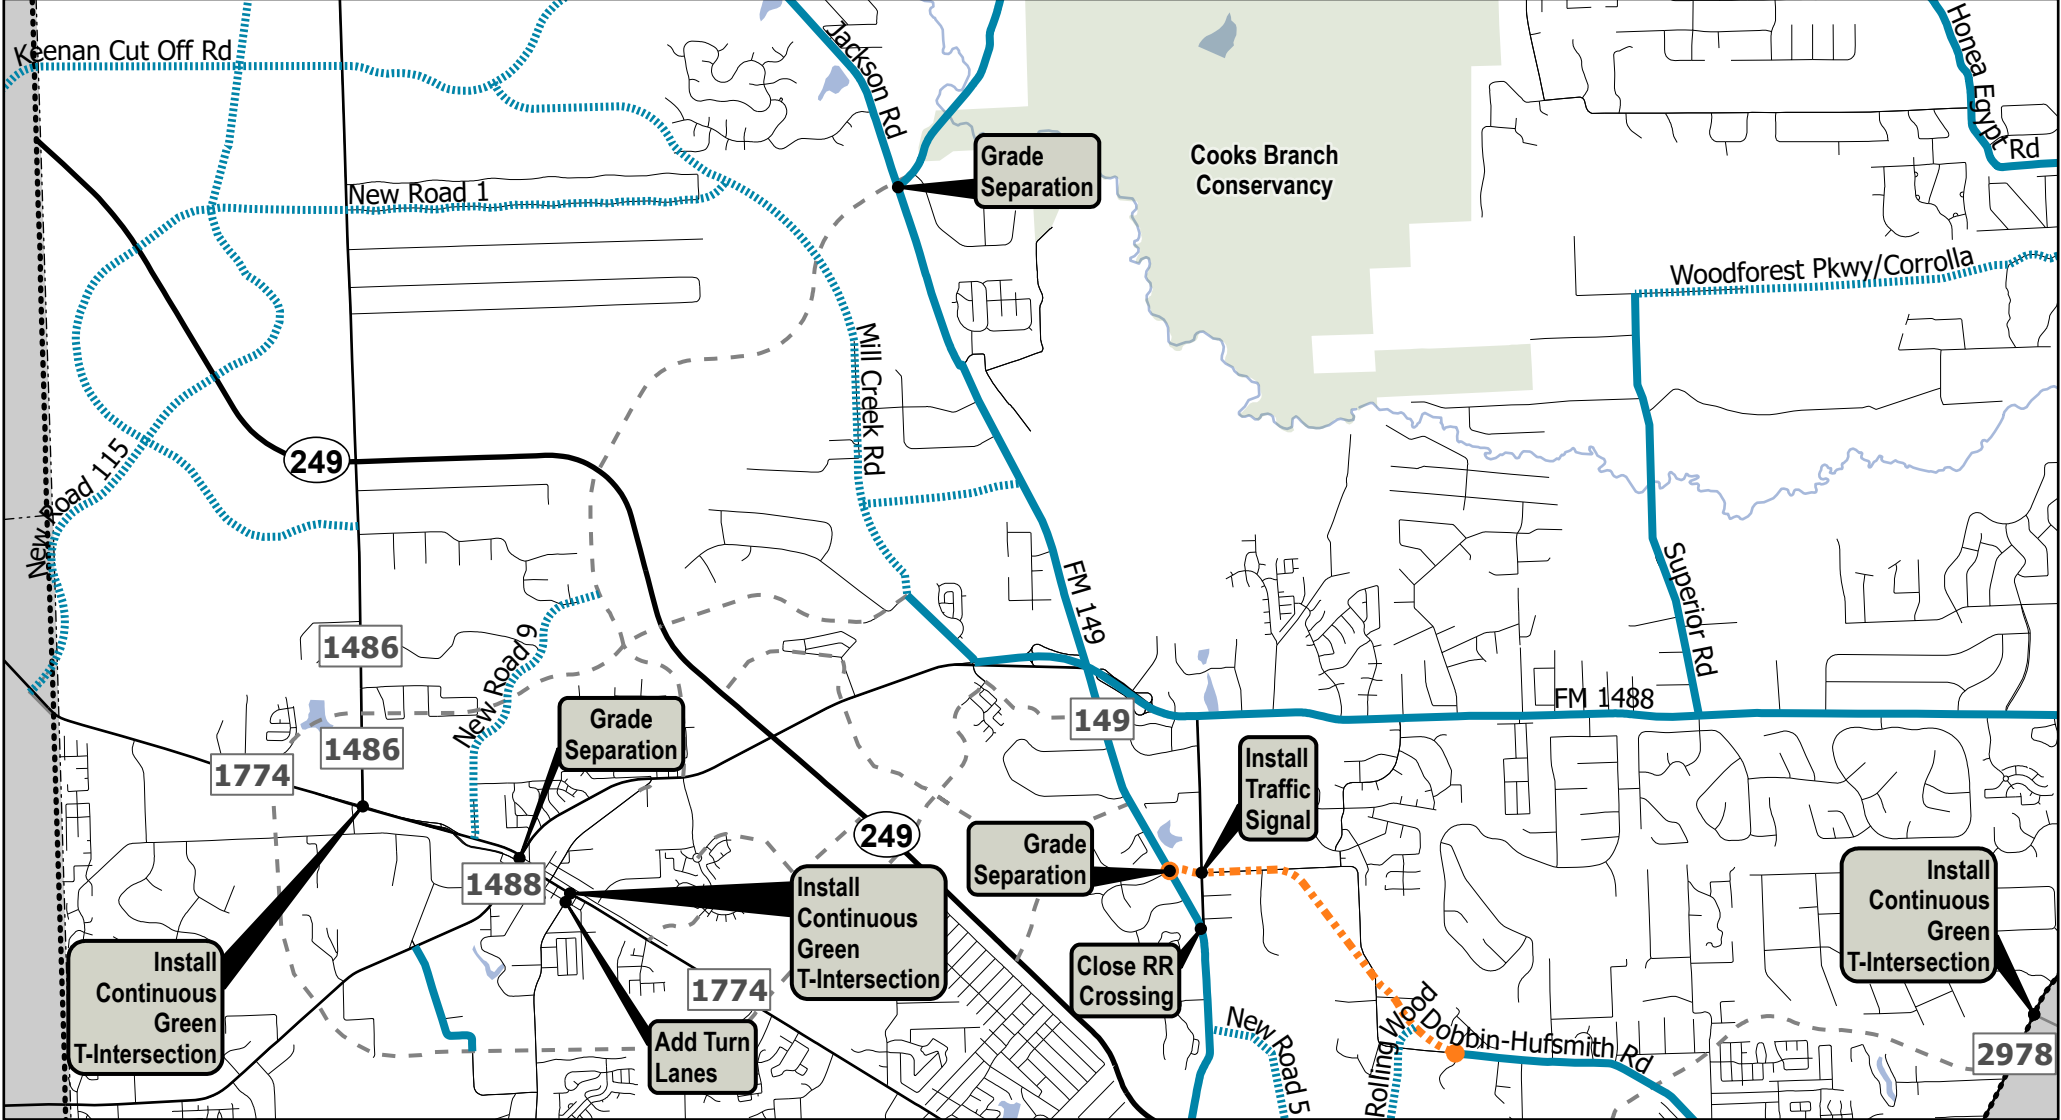 Keenan Cut Off Rd
Jackson Rd
Honea Egypt
Rd
Grade
Separation
Cooks Branch
Conservancy
New Road 1
Woodforest Pkwy/Corrolla
Mill Creek Rd
249
New Road 115
FM 149
Superior Rd
1486
New Road 9
FM 1488
Grade
Separation
149
1486
1774
Install
Traffic
Signal
249
Grade
Separation
1488
Install
Continuous
Green
T-Intersection
Install
Continuous
Green
T-Intersection
Install
Continuous
Green
T-Intersection
Close RR
Crossing
1774
Add Turn
Lanes
New Road 5
Rolling Wood
Dobbin-Hufsmith Rd
2978